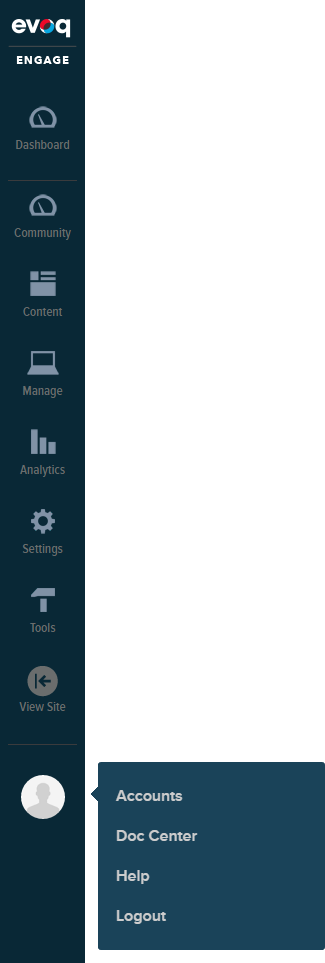 evoq
ENGAGE
Dashboard
Community
Content
Manage
Analytics
Settings
Tools
View Site
Accounts
Doc Center
Help
Logout